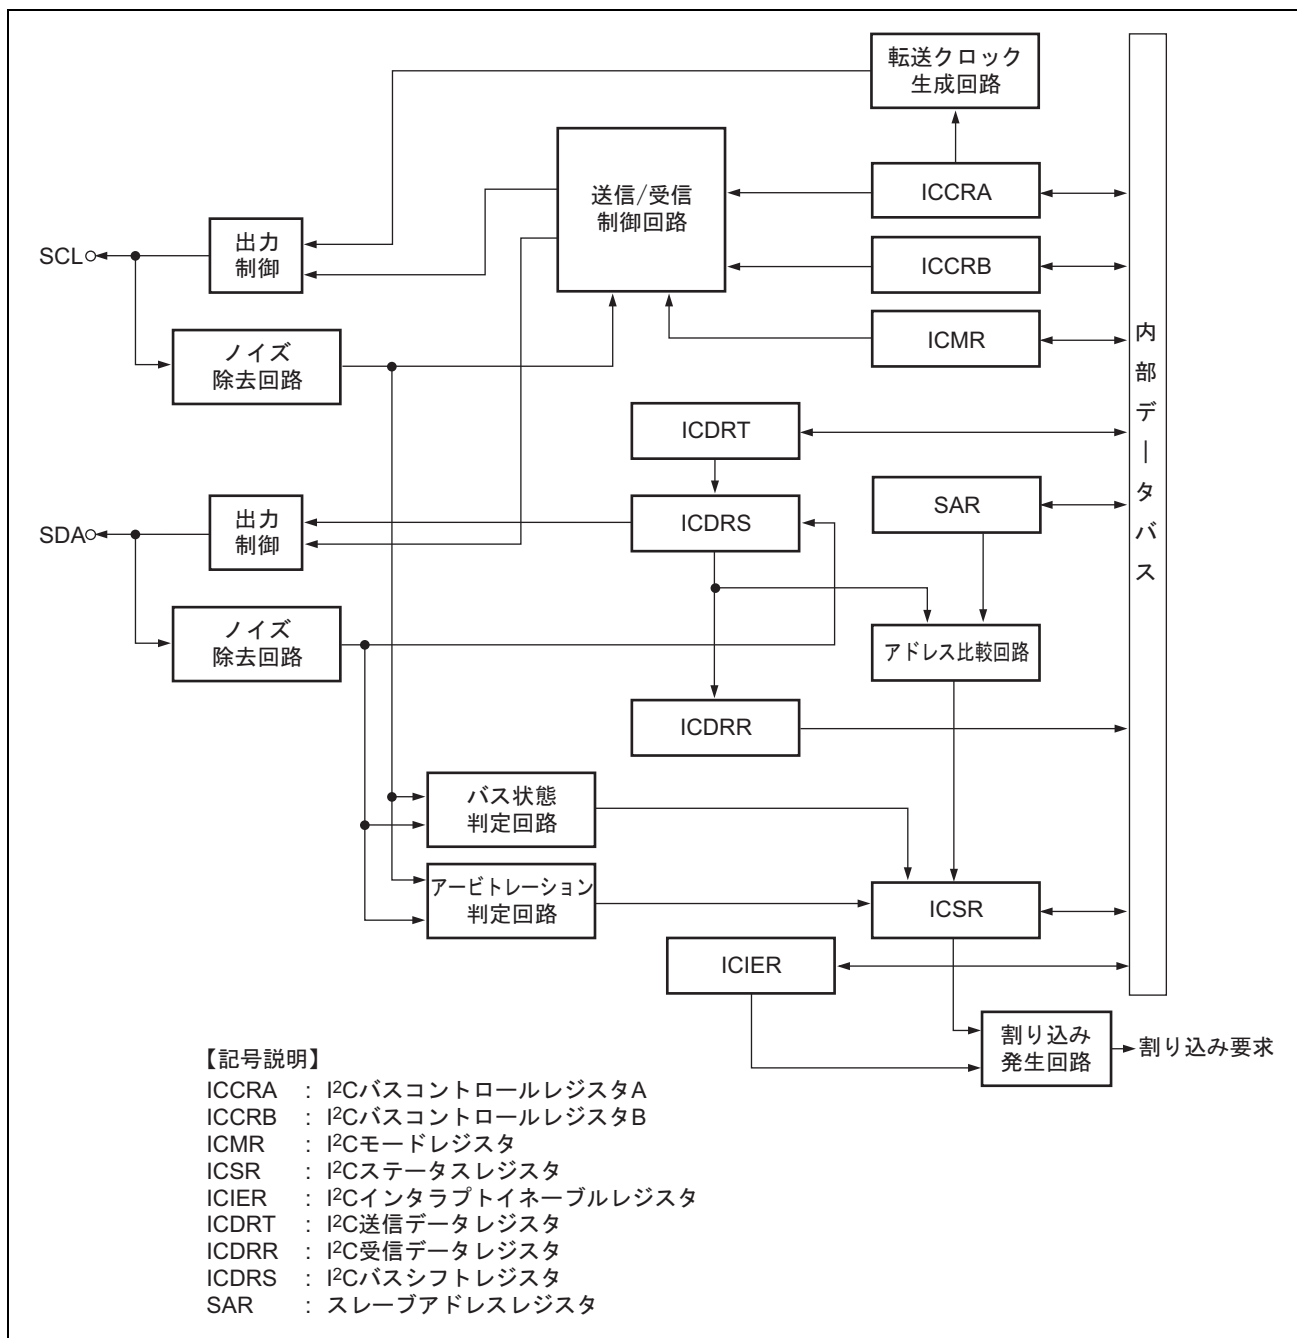 転送クロック
生成回路
送信/受信
制御回路
ICCRA
出力
制御
SCL
ICCRB
ICMR
ノイズ
除去回路
内部データバス
ICDRT
SAR
出力
制御
SDA
ICDRS
ノイズ
除去回路
アドレス比較回路
ICDRR
バス状態
判定回路
アービトレーション
判定回路
ICSR
ICIER
割り込み
発生回路
割り込み要求
【記号説明】
ICCRA : I²CバスコントロールレジスタA
ICCRB : I²CバスコントロールレジスタB
ICMR : I²Cモードレジスタ
ICSR : I²Cステータスレジスタ
ICIER : I²Cインタラプトイネーブルレジスタ
ICDRT : I²C送信データレジスタ
ICDRR : I²C受信データレジスタ
ICDRS : I²Cバスシフトレジスタ
SAR : スレーブアドレスレジスタ